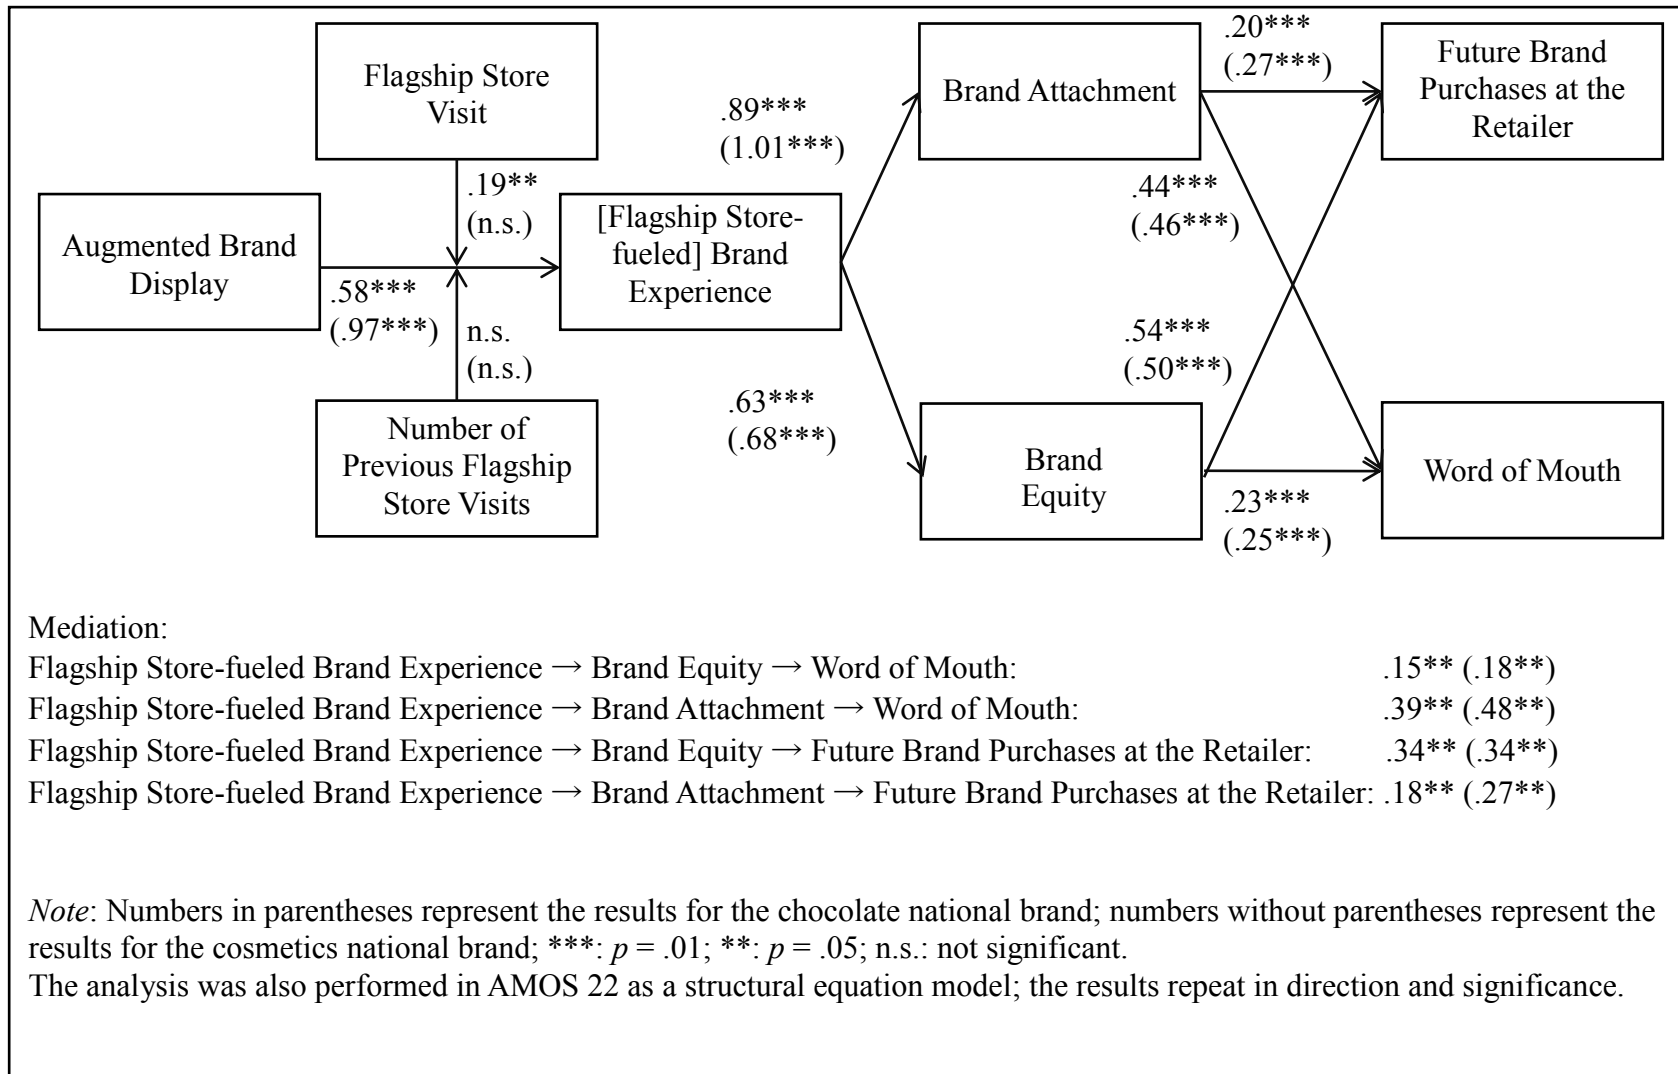 Flagship Store
Visit
.89***
(1.01***)
Brand Attachment
.20***
(.27***)
Future Brand
Purchases at the
Retailer
Augmented Brand
Display
.19**
(n.s.)
.58***
(.97***)
n.s.
(n.s.)
[Flagship Store-
fueled] Brand
Experience
.44***
(.46***)
.54***
(.50***)
Number of
Previous Flagship
Store Visits
.63***
(.68***)
Brand
Equity
.23***
(.25***)
Word of Mouth
Mediation:
Flagship Store-fueled Brand Experience → Brand Equity → Word of Mouth: .15** (.18**)
Flagship Store-fueled Brand Experience → Brand Attachment → Word of Mouth: .39** (.48**)
Flagship Store-fueled Brand Experience → Brand Equity → Future Brand Purchases at the Retailer: .34** (.34**)
Flagship Store-fueled Brand Experience → Brand Attachment → Future Brand Purchases at the Retailer: .18** (.27**)
Note: Numbers in parentheses represent the results for the chocolate national brand; numbers without parentheses represent the
results for the cosmetics national brand; ***: p = .01; **: p = .05; n.s.: not significant.
The analysis was also performed in AMOS 22 as a structural equation model; the results repeat in direction and significance.